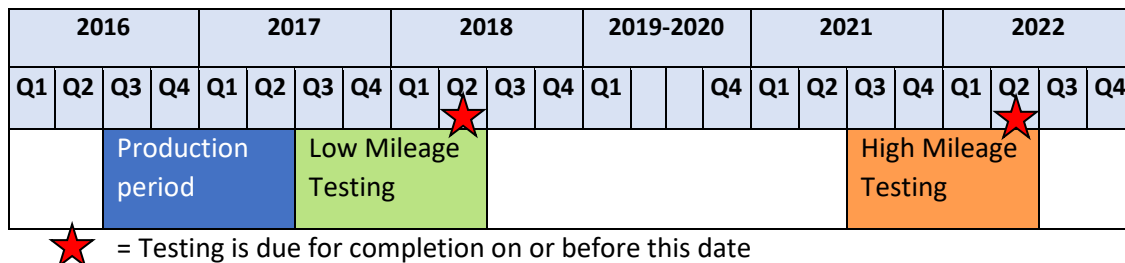 2016 2017 2018 2019-2020 2021 2022
Q1 Q2 Q3 Q4 Q1 Q2 Q3 Q4 Q1 Q2 Q3 Q4 Q1 Q4 Q1 Q2 Q3 Q4 Q1 Q2 Q3 Q4
Production Low Mileage High Mileage
period Testing Testing
= Testing is due for completion on or before this date